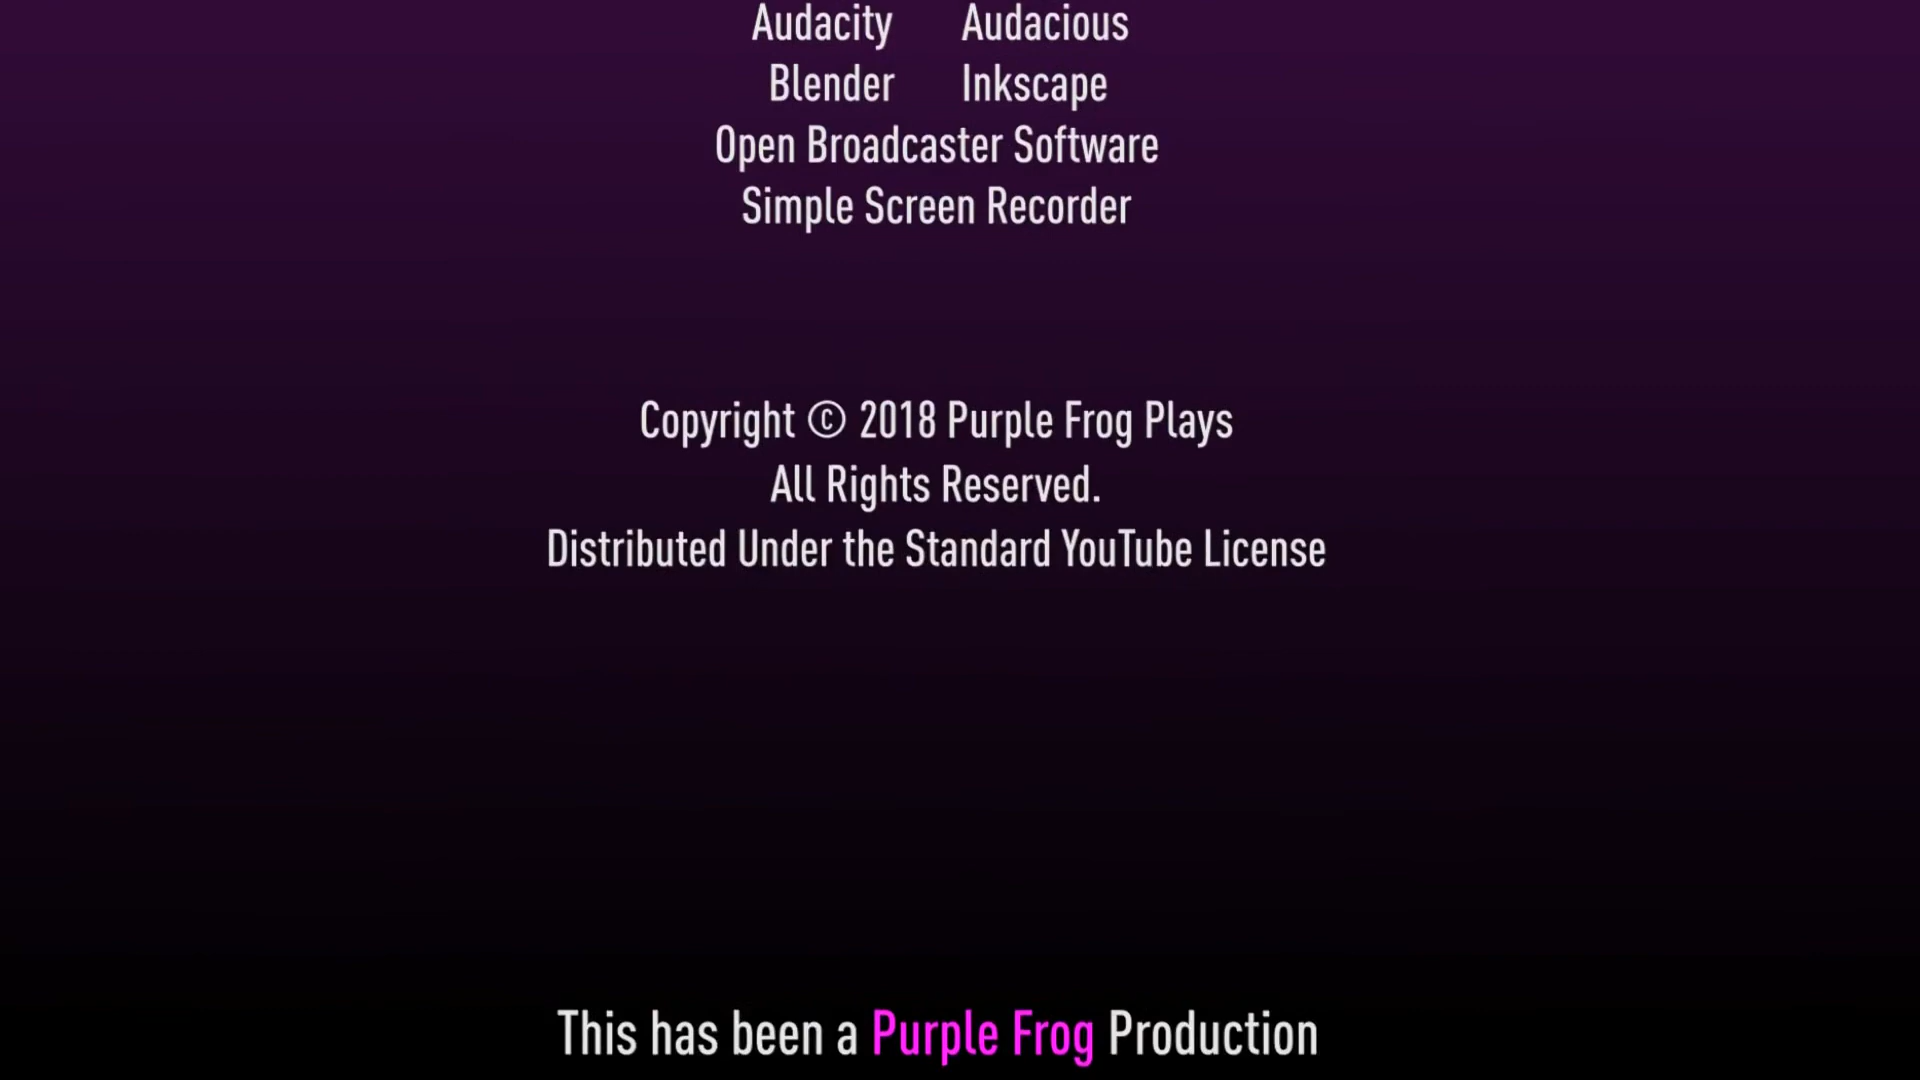 Audacity Audacious
Blender Inkscape
Open Broadcaster Software
Simple Screen Recorder
Copyright © 2018 Purple Frog Plays
All Rights Reserved.
Distributed Under the Standard YouTube License
This has been a Purple Frog Production